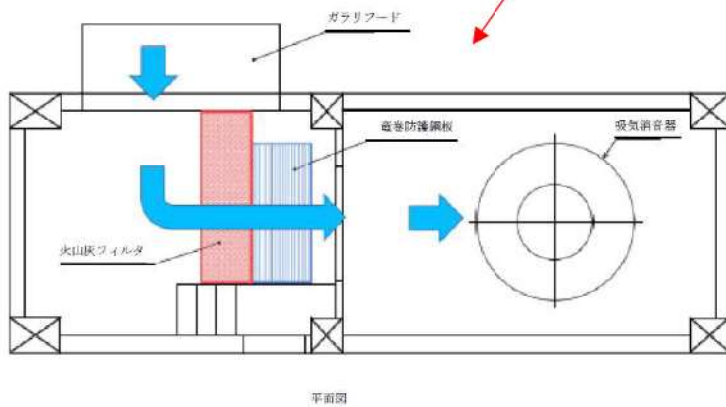 ガラリフード
竜巻防護鋼板
吸気消音器
火山灰フィルタ
平面図